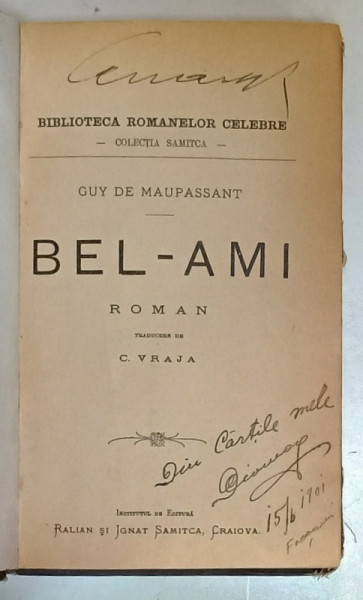 BIBLIOTECA ROMANELOR CELEBRE
— COLECȚIA SAMITCA —
GUY DE MAUPASSANT
BEL-AMI
ROMAN
TRADUCERE DE
C. VRAJA
Din Cărțile mele
15/6 1901
INSTITUTUL DE EDITURĂ
RALIAN ȘI IGNAT SAMITCA, CRAIOVA.